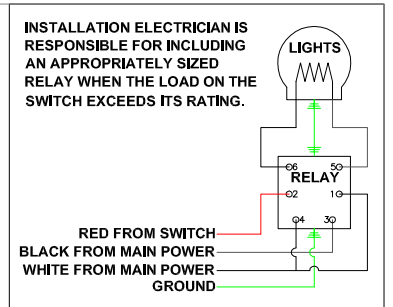 INSTALLATION ELECTRICIAN IS
RESPONSIBLE FOR INCLUDING
AN APPROPRIATELY SIZED
RELAY WHEN THE LOAD ON THE
SWITCH EXCEEDS ITS RATING.
LIGHTS
6 5
RELAY
2 1
4 3
RED FROM SWITCH
BLACK FROM MAIN POWER
WHITE FROM MAIN POWER
GROUND